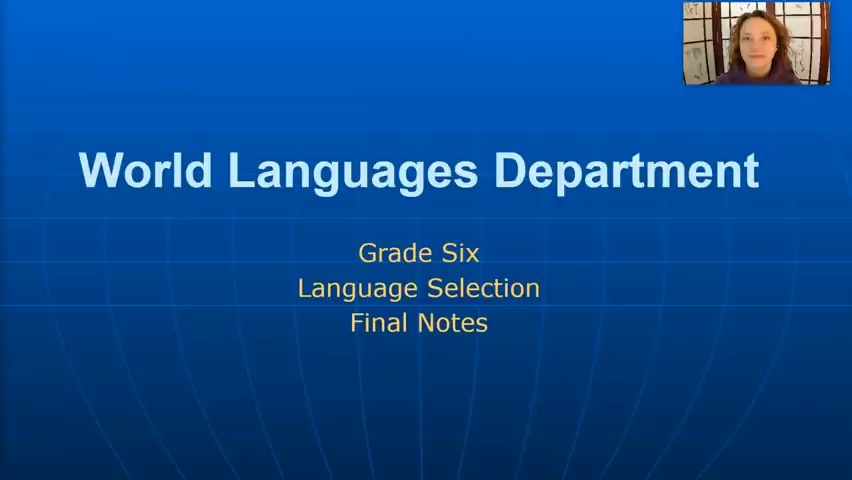 World Languages Department
Grade Six
Language Selection
Final Notes